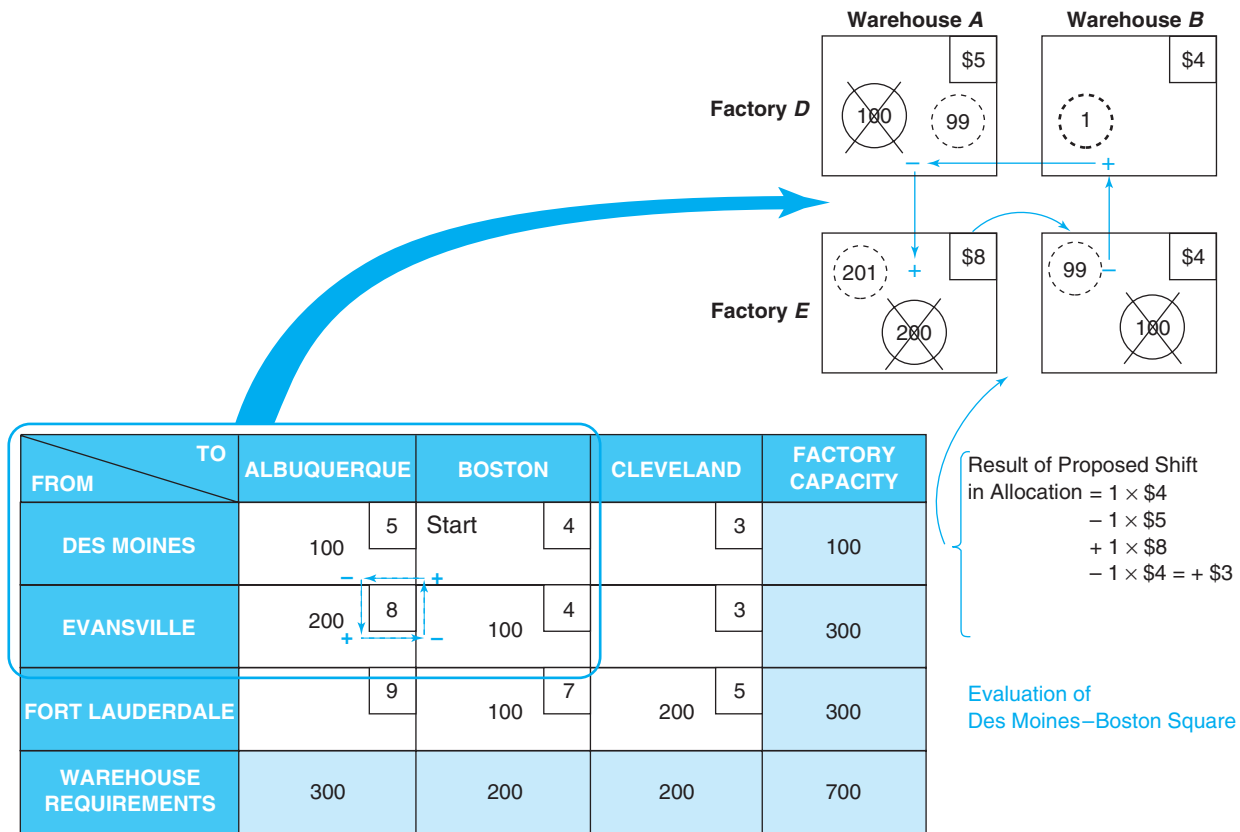 Warehouse A Warehouse B
$5 $4
Factory D 100 99 1
− +
$8 $4
201 + 99 −
Factory E 200 100
FROM TO ALBUQUERQUE BOSTON CLEVELAND FACTORY CAPACITY
DES MOINES 100 5 Start 4 3 100
− +
EVANSVILLE 200 8 100 4 3 300
+ −
FORT LAUDERDALE 9 100 7 200 5 300
WAREHOUSE REQUIREMENTS 300 200 200 700
Result of Proposed Shift
in Allocation = 1 × $4
− 1 × $5
+ 1 × $8
− 1 × $4 = + $3
Evaluation of
Des Moines–Boston Square